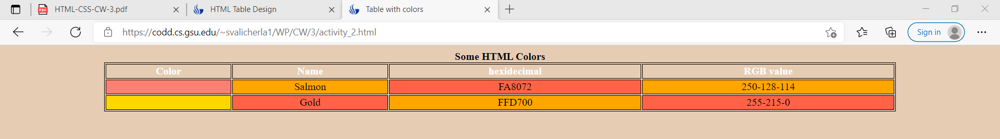 HTML-CSS-CW-3.pdf
HTML Table Design
Table with colors
https://codd.cs.gsu.edu/~svalicherla1/WP/CW/3/activity_2.html
Sign in
Some HTML Colors
Color Name hexidecimal RGB value
Salmon FA8072 250-128-114
Gold FFD700 255-215-0